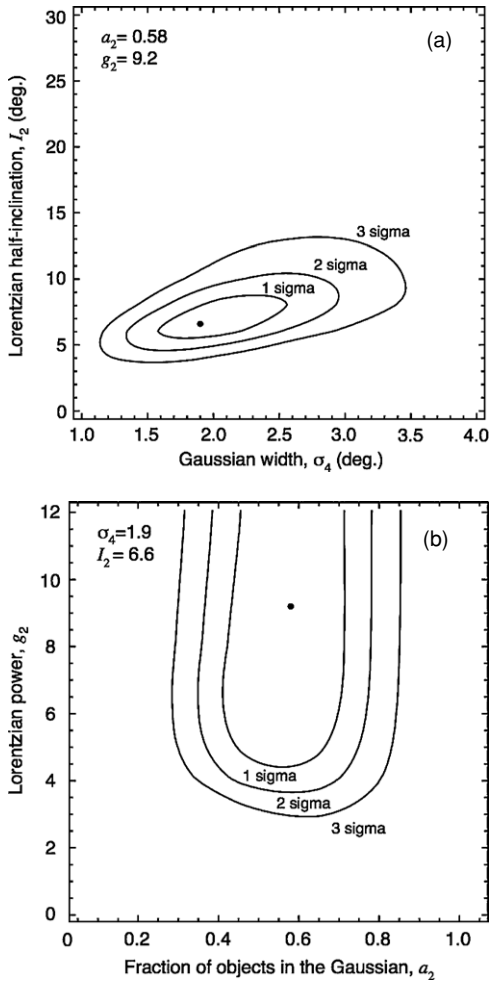 30
25
20
15
10
5
0
Lorentzian half-inclination, I₂ (deg.)
a₂= 0.58
g₂= 9.2
(a)
3 sigma
2 sigma
1 sigma
1.0 1.5 2.0 2.5 3.0 3.5 4.0
Gaussian width, σ₄ (deg.)
12
10
8
6
4
2
0
Lorentzian power, g₂
σ₄=1.9
I₂= 6.6
(b)
1 sigma
2 sigma
3 sigma
0 0.2 0.4 0.6 0.8 1.0
Fraction of objects in the Gaussian, a₂